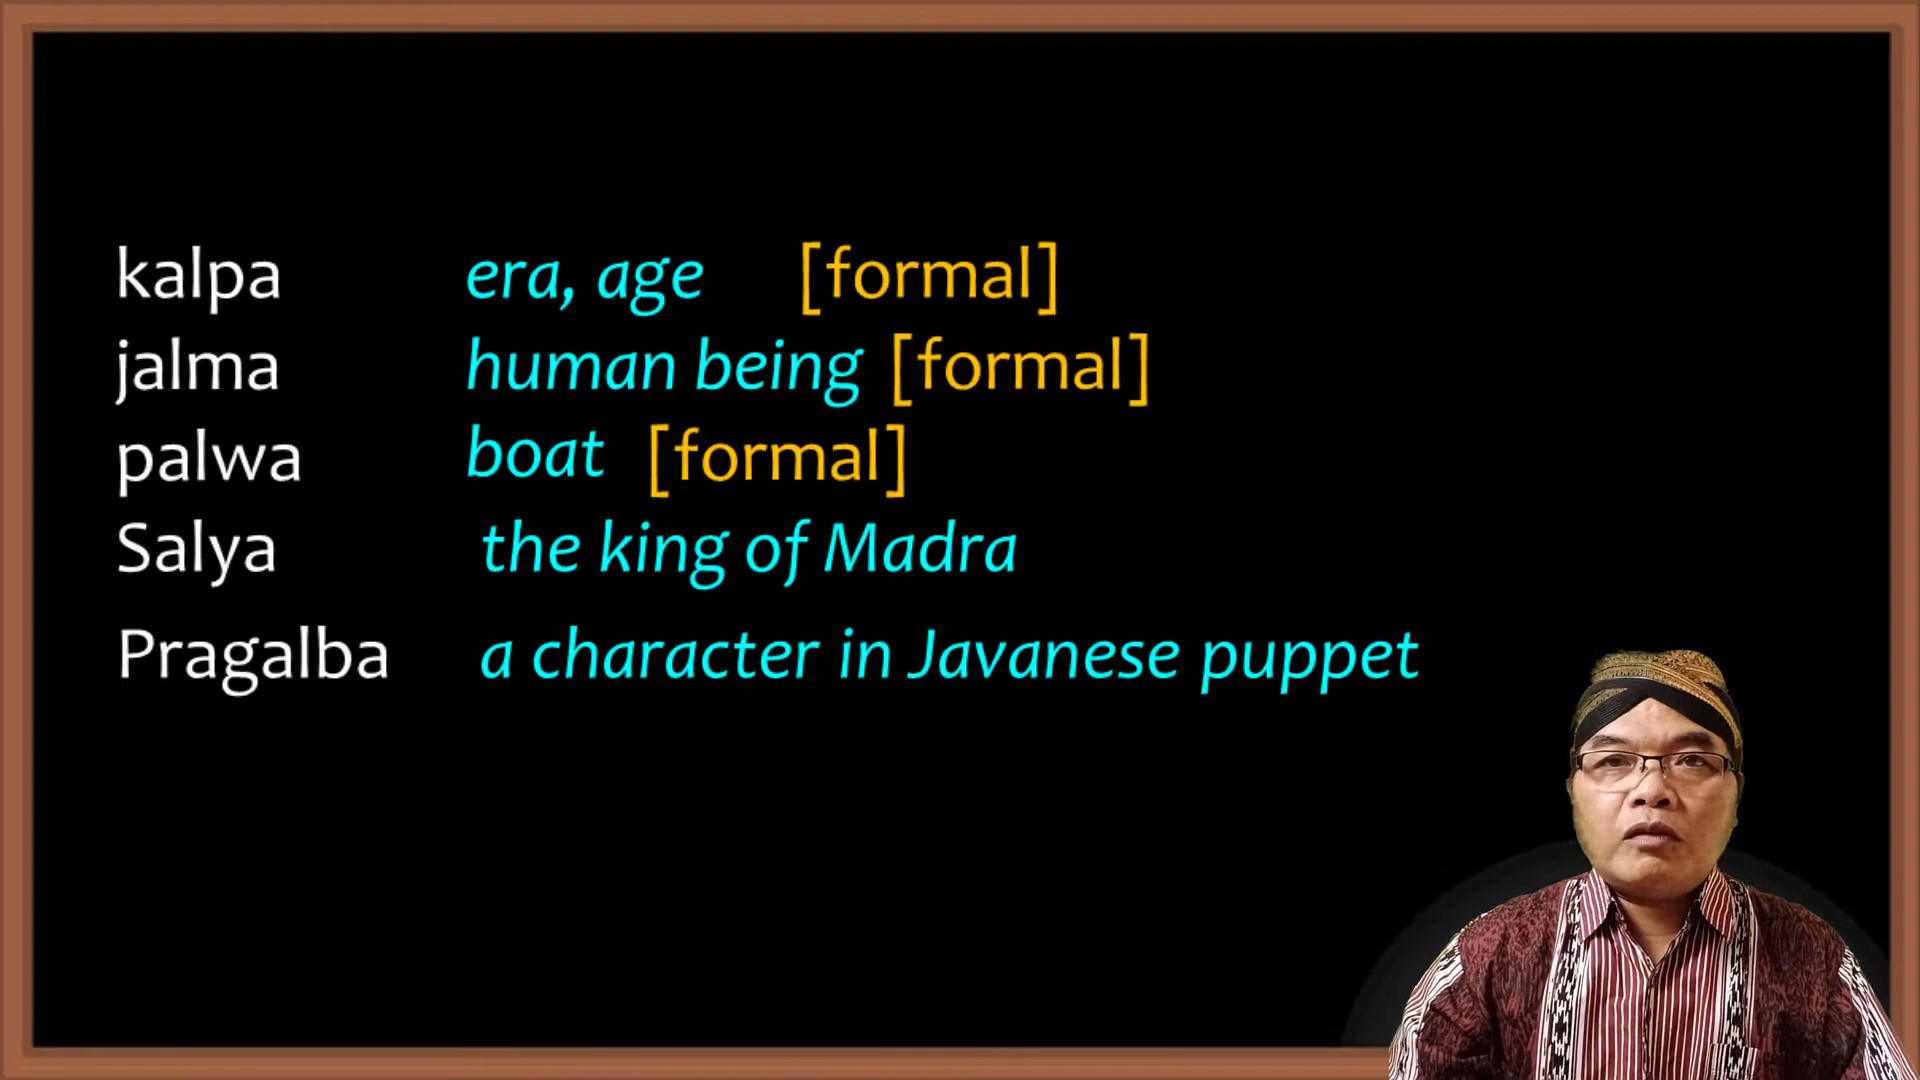 kalpa era, age [formal]
jalma human being [formal]
palwa boat [formal]
Salya the king of Madra
Pragalba a character in Javanese puppet